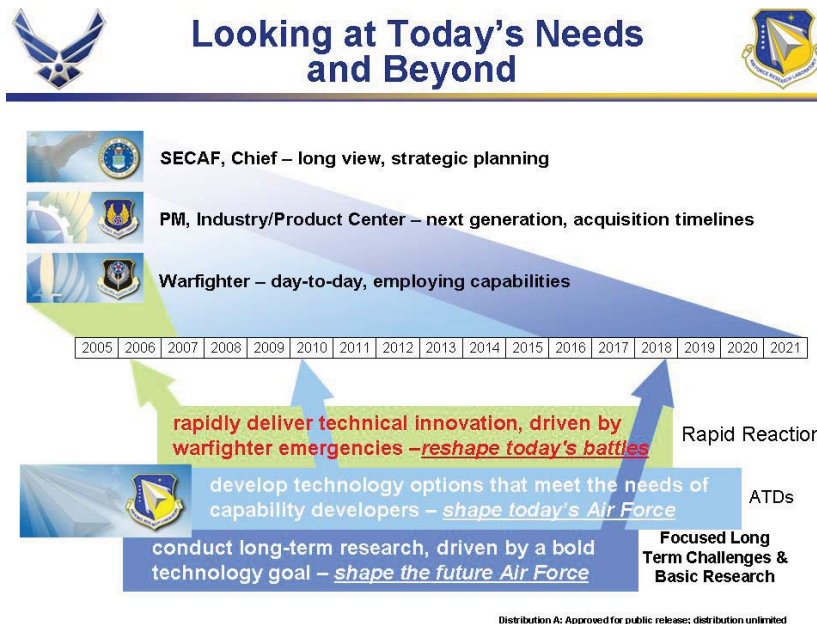 Looking at Today's Needs
and Beyond
SECAF, Chief – long view, strategic planning
PM, Industry/Product Center – next generation, acquisition timelines
Warfighter – day-to-day, employing capabilities
2005 2006 2007 2008 2009 2010 2011 2012 2013 2014 2015 2016 2017 2018 2019 2020 2021
rapidly deliver technical innovation, driven by
warfighter emergencies –reshape today's battles
Rapid Reaction
develop technology options that meet the needs of
capability developers – shape today's Air Force
ATDs
conduct long-term research, driven by a bold
technology goal – shape the future Air Force
Focused Long
Term Challenges &
Basic Research
Distribution A: Approved for public release; distribution unlimited